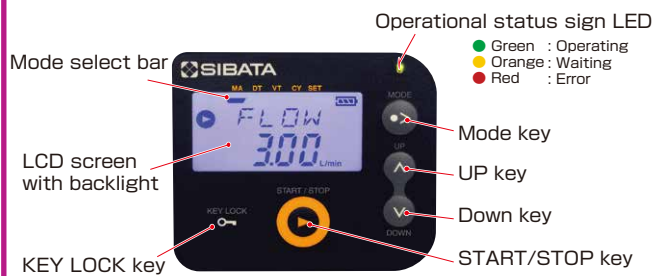 Operational status sign LED
Green : Operating
Orange : Waiting
Red : Error
Mode select bar
SIBATA
MA DT VT CY SET
MODE
FLOW
3.00 L/min
Mode key
LCD screen
with backlight
UP
UP key
START / STOP
KEY LOCK
Down key
DOWN
KEY LOCK key
START/STOP key